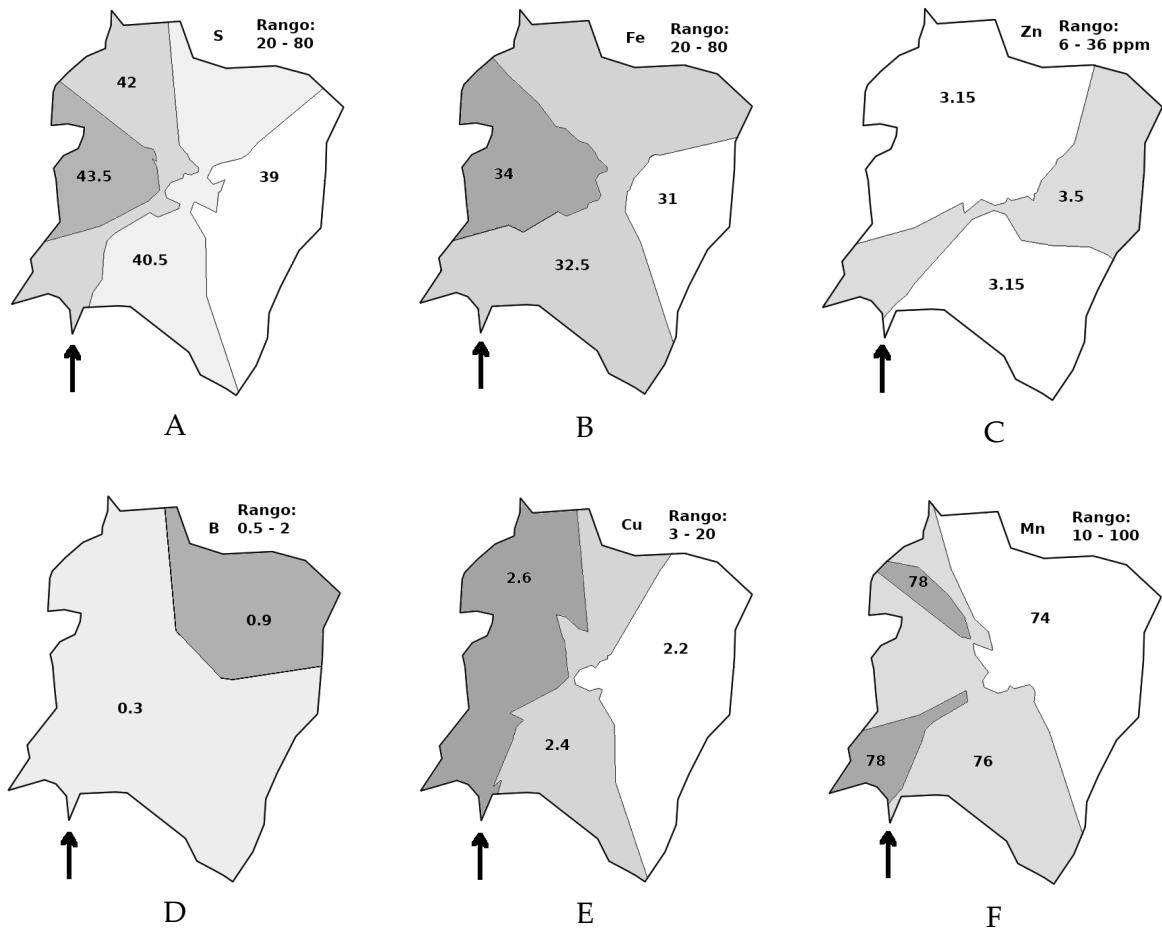 S
Rango:
20 - 80
42
43.5
39
40.5
A
Fe
Rango:
20 - 80
34
31
32.5
B
Zn
Rango:
6 - 36 ppm
3.15
3.5
3.15
C
B
Rango:
0.5 - 2
0.9
0.3
D
Cu
Rango:
3 - 20
2.6
2.2
2.4
E
Mn
Rango:
10 - 100
78
74
78
76
F